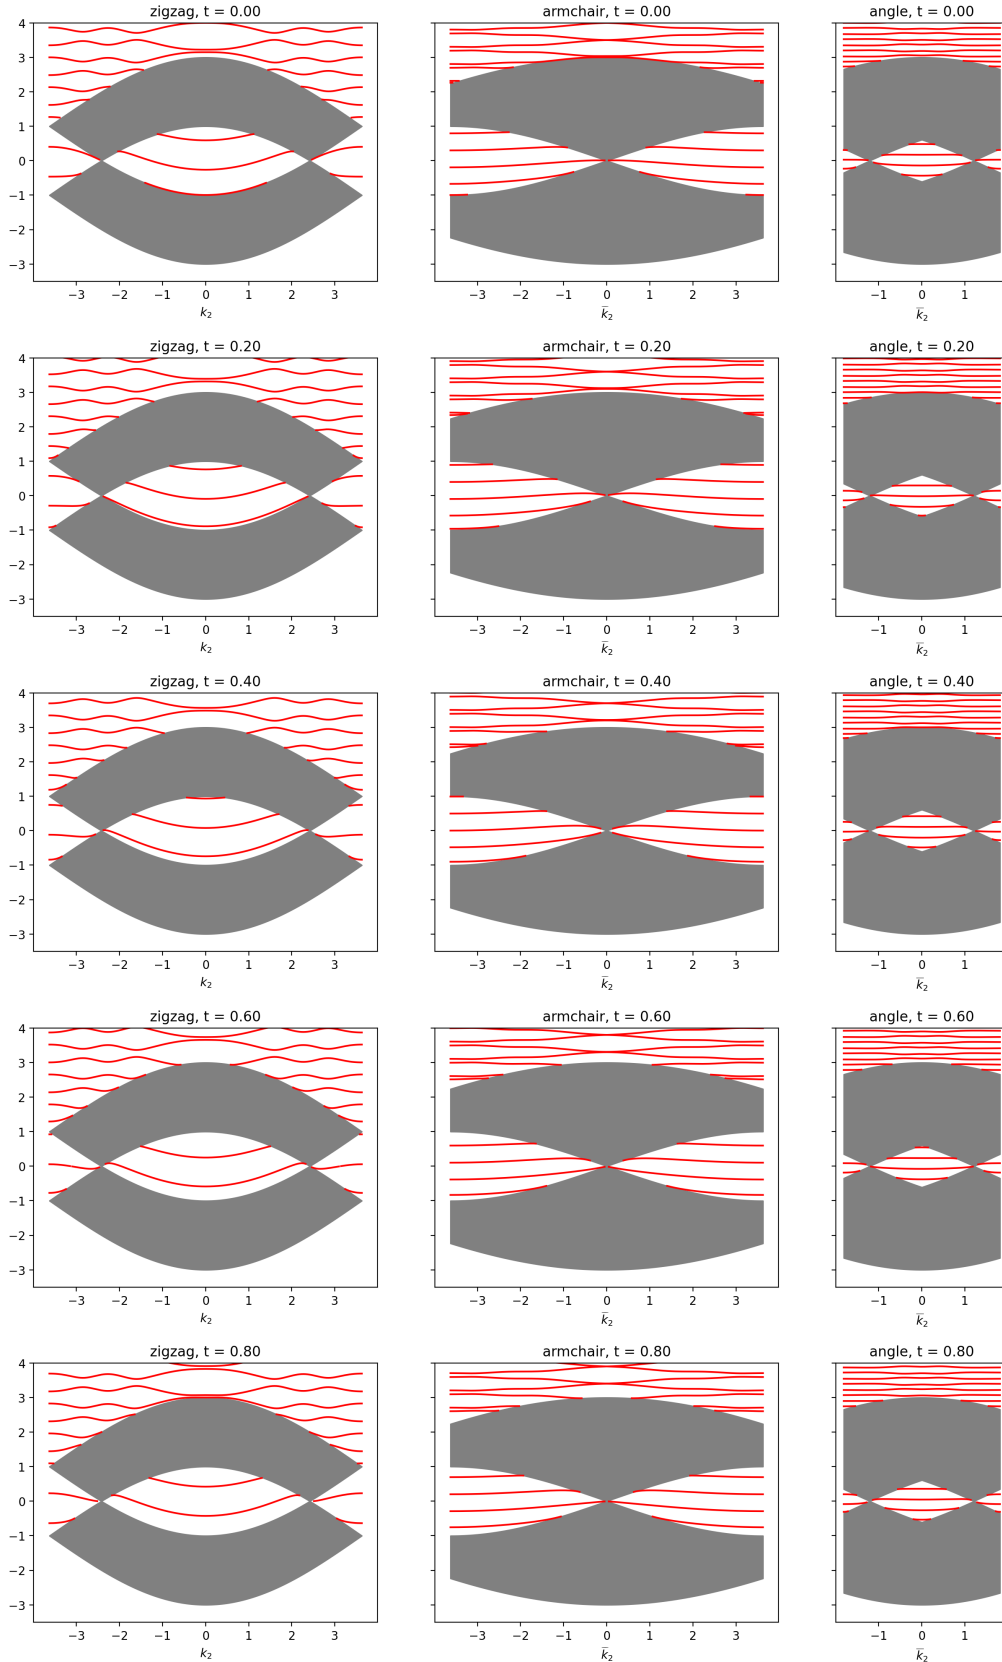 zigzag, t = 0.00
armchair, t = 0.00
angle, t = 0.00
4
3
2
1
0
−1
−2
−3
−3 −2 −1 0 1 2 3
−3 −2 −1 0 1 2 3
−1 0 1
k₂
k̅₂
k̅₂
zigzag, t = 0.20
armchair, t = 0.20
angle, t = 0.20
4
3
2
1
0
−1
−2
−3
−3 −2 −1 0 1 2 3
−3 −2 −1 0 1 2 3
−1 0 1
k₂
k̅₂
k̅₂
zigzag, t = 0.40
armchair, t = 0.40
angle, t = 0.40
4
3
2
1
0
−1
−2
−3
−3 −2 −1 0 1 2 3
−3 −2 −1 0 1 2 3
−1 0 1
k₂
k̅₂
k̅₂
zigzag, t = 0.60
armchair, t = 0.60
angle, t = 0.60
4
3
2
1
0
−1
−2
−3
−3 −2 −1 0 1 2 3
−3 −2 −1 0 1 2 3
−1 0 1
k₂
k̅₂
k̅₂
zigzag, t = 0.80
armchair, t = 0.80
angle, t = 0.80
4
3
2
1
0
−1
−2
−3
−3 −2 −1 0 1 2 3
−3 −2 −1 0 1 2 3
−1 0 1
k₂
k̅₂
k̅₂